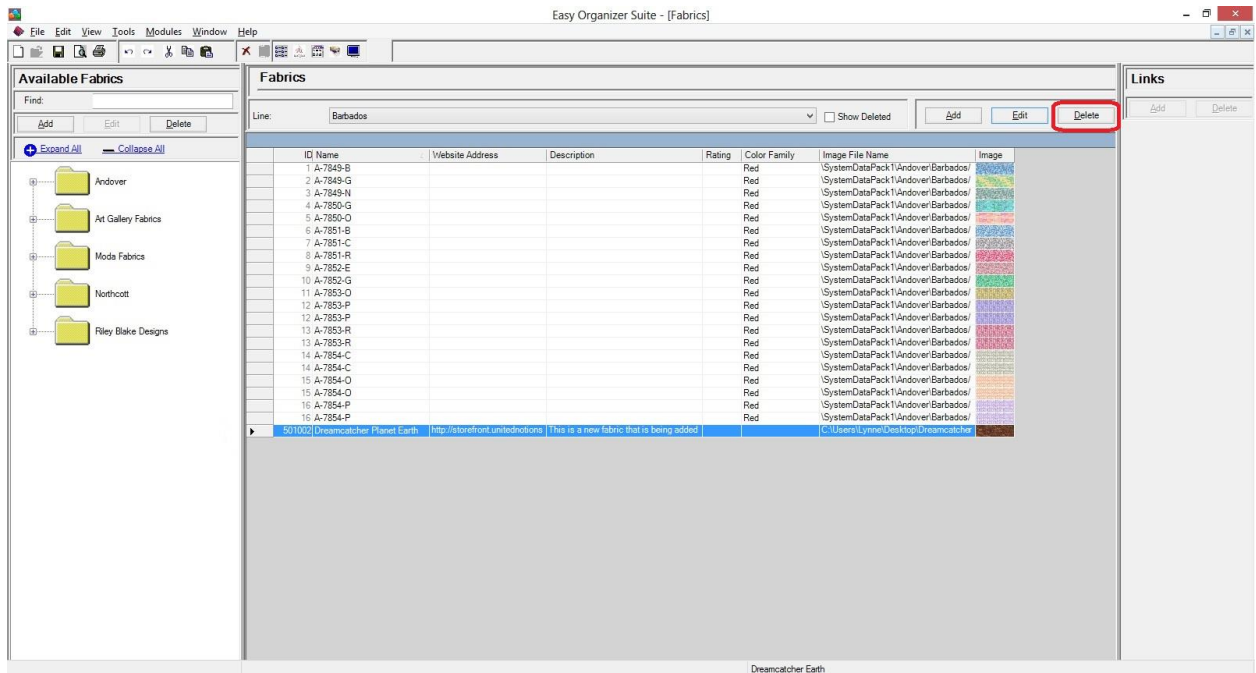 Easy Organizer Suite - [Fabrics]
File Edit View Tools Modules Window Help
Available Fabrics
Find:
Add Edit Delete
Expand All Collapse All
Andover
Art Gallery Fabrics
Moda Fabrics
Northcott
Riley Blake Designs
Fabrics
Line: Barbados Show Deleted Add Edit Delete
ID Name Website Address Description Rating Color Family Image File Name Image
1 A-7849-B Red \SystemDataPack1\Andover\Barbados/
2 A-7849-G Red \SystemDataPack1\Andover\Barbados/
3 A-7849-N Red \SystemDataPack1\Andover\Barbados/
4 A-7850-G Red \SystemDataPack1\Andover\Barbados/
5 A-7850-O Red \SystemDataPack1\Andover\Barbados/
6 A-7851-B Red \SystemDataPack1\Andover\Barbados/
7 A-7851-C Red \SystemDataPack1\Andover\Barbados/
8 A-7851-R Red \SystemDataPack1\Andover\Barbados/
9 A-7852-E Red \SystemDataPack1\Andover\Barbados/
10 A-7852-G Red \SystemDataPack1\Andover\Barbados/
11 A-7853-O Red \SystemDataPack1\Andover\Barbados/
12 A-7853-P Red \SystemDataPack1\Andover\Barbados/
12 A-7853-P Red \SystemDataPack1\Andover\Barbados/
13 A-7853-R Red \SystemDataPack1\Andover\Barbados/
13 A-7853-R Red \SystemDataPack1\Andover\Barbados/
14 A-7854-C Red \SystemDataPack1\Andover\Barbados/
14 A-7854-C Red \SystemDataPack1\Andover\Barbados/
15 A-7854-O Red \SystemDataPack1\Andover\Barbados/
15 A-7854-O Red \SystemDataPack1\Andover\Barbados/
16 A-7854-P Red \SystemDataPack1\Andover\Barbados/
16 A-7854-P Red \SystemDataPack1\Andover\Barbados/
501002 Dreamcatcher Planet Earth http://storefront.unitednotions This is a new fabric that is being added C:\Users\Lynne\Desktop\Dreamcatcher
Links
Add Delete
Dreamcatcher Earth